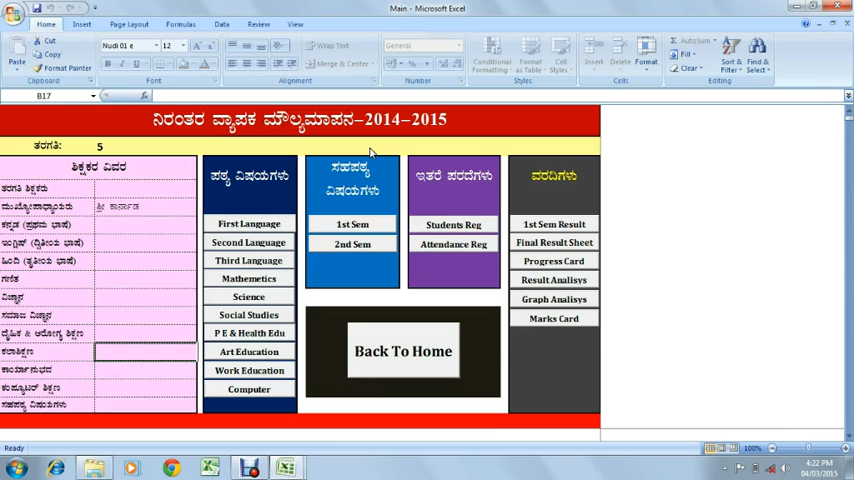 Main - Microsoft Excel
Home Insert Page Layout Formulas Data Review View
Cut
Copy
Format Painter
Paste
Clipboard
Nudi 01 e 12
B I U
Font
Wrap Text
Merge & Center
Alignment
General
Number
Conditional Formatting
Format as Table
Cell Styles
Styles
Insert Delete Format
Cells
AutoSum
Fill
Clear
Sort & Filter
Find & Select
Editing
B17
fx
ನಿರಂತರ ವ್ಯಾಪಕ ಮೌಲ್ಯಮಾಪನ-2014-2015
ತರಗತಿ: 5
ಶಿಕ್ಷಕರ ವಿವರ
ತರಗತಿ ಶಿಕ್ಷಕರು
ಮುಖ್ಯೋಪಾಧ್ಯಾಯರು ಶ್ರೀ ಕಾರ್ನಾಡ
ಕನ್ನಡ (ಪ್ರಥಮ ಭಾಷೆ)
ಇಂಗ್ಲಿಷ್ (ದ್ವಿತೀಯ ಭಾಷೆ)
ಹಿಂದಿ (ತೃತೀಯ ಭಾಷೆ)
ಗಣಿತ
ವಿಜ್ಞಾನ
ಸಮಾಜ ವಿಜ್ಞಾನ
ದೈಹಿಕ & ಆರೋಗ್ಯ ಶಿಕ್ಷಣ
ಕಲಾಶಿಕ್ಷಣ
ಕಾರ್ಯಾನುಭವ
ಕಂಪ್ಯೂಟರ್ ಶಿಕ್ಷಣ
ಸಹಪಠ್ಯ ವಿಷಯಗಳು
ಪಠ್ಯ ವಿಷಯಗಳು
First Language
Second Language
Third Language
Mathemetics
Science
Social Studies
P E & Health Edu
Art Education
Work Education
Computer
ಸಹಪಠ್ಯ
ವಿಷಯಗಳು
1st Sem
2nd Sem
ಇತರೆ ಪರದೆಗಳು
Students Reg
Attendance Reg
Back To Home
ವರದಿಗಳು
1st Sem Result
Final Result Sheet
Progress Card
Result Analisys
Graph Analisys
Marks Card
Ready
100%
4:22 PM
04/03/2015